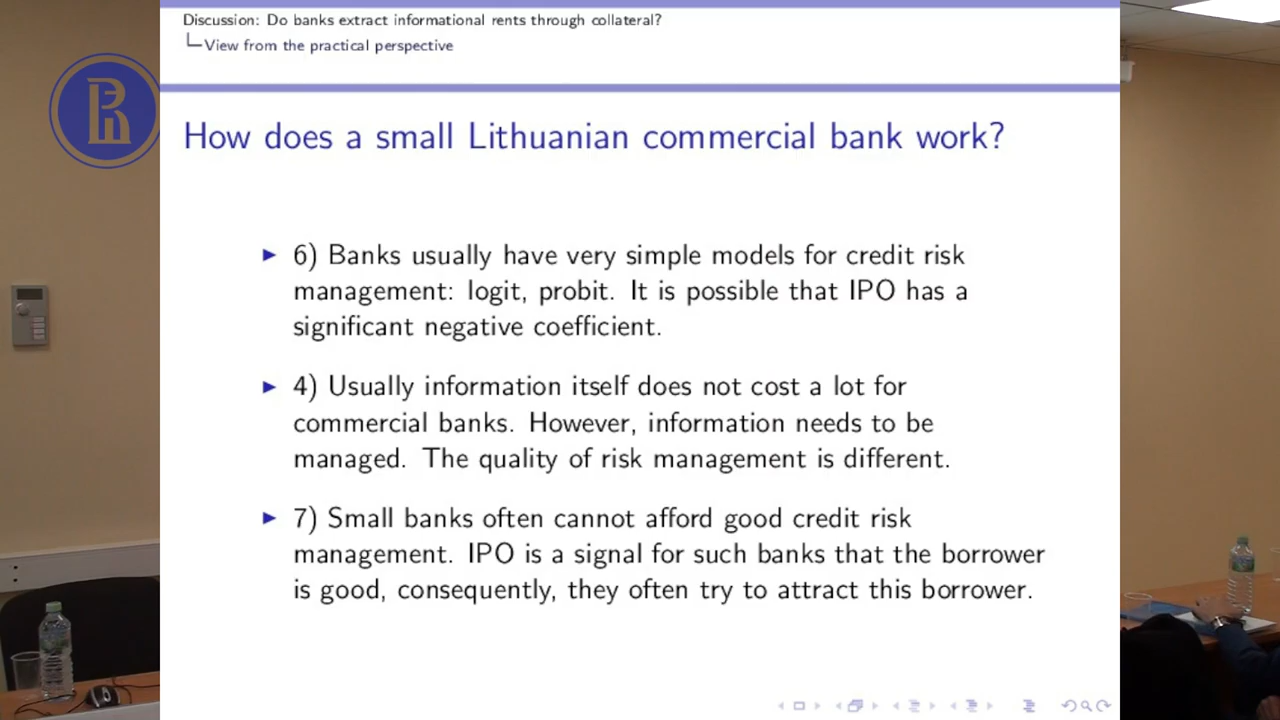 Discussion: Do banks extract informational rents through collateral?
View from the practical perspective
How does a small Lithuanian commercial bank work?
6) Banks usually have very simple models for credit risk
management: logit, probit. It is possible that IPO has a
significant negative coefficient.
4) Usually information itself does not cost a lot for
commercial banks. However, information needs to be
managed. The quality of risk management is different.
7) Small banks often cannot afford good credit risk
management. IPO is a signal for such banks that the borrower
is good, consequently, they often try to attract this borrower.